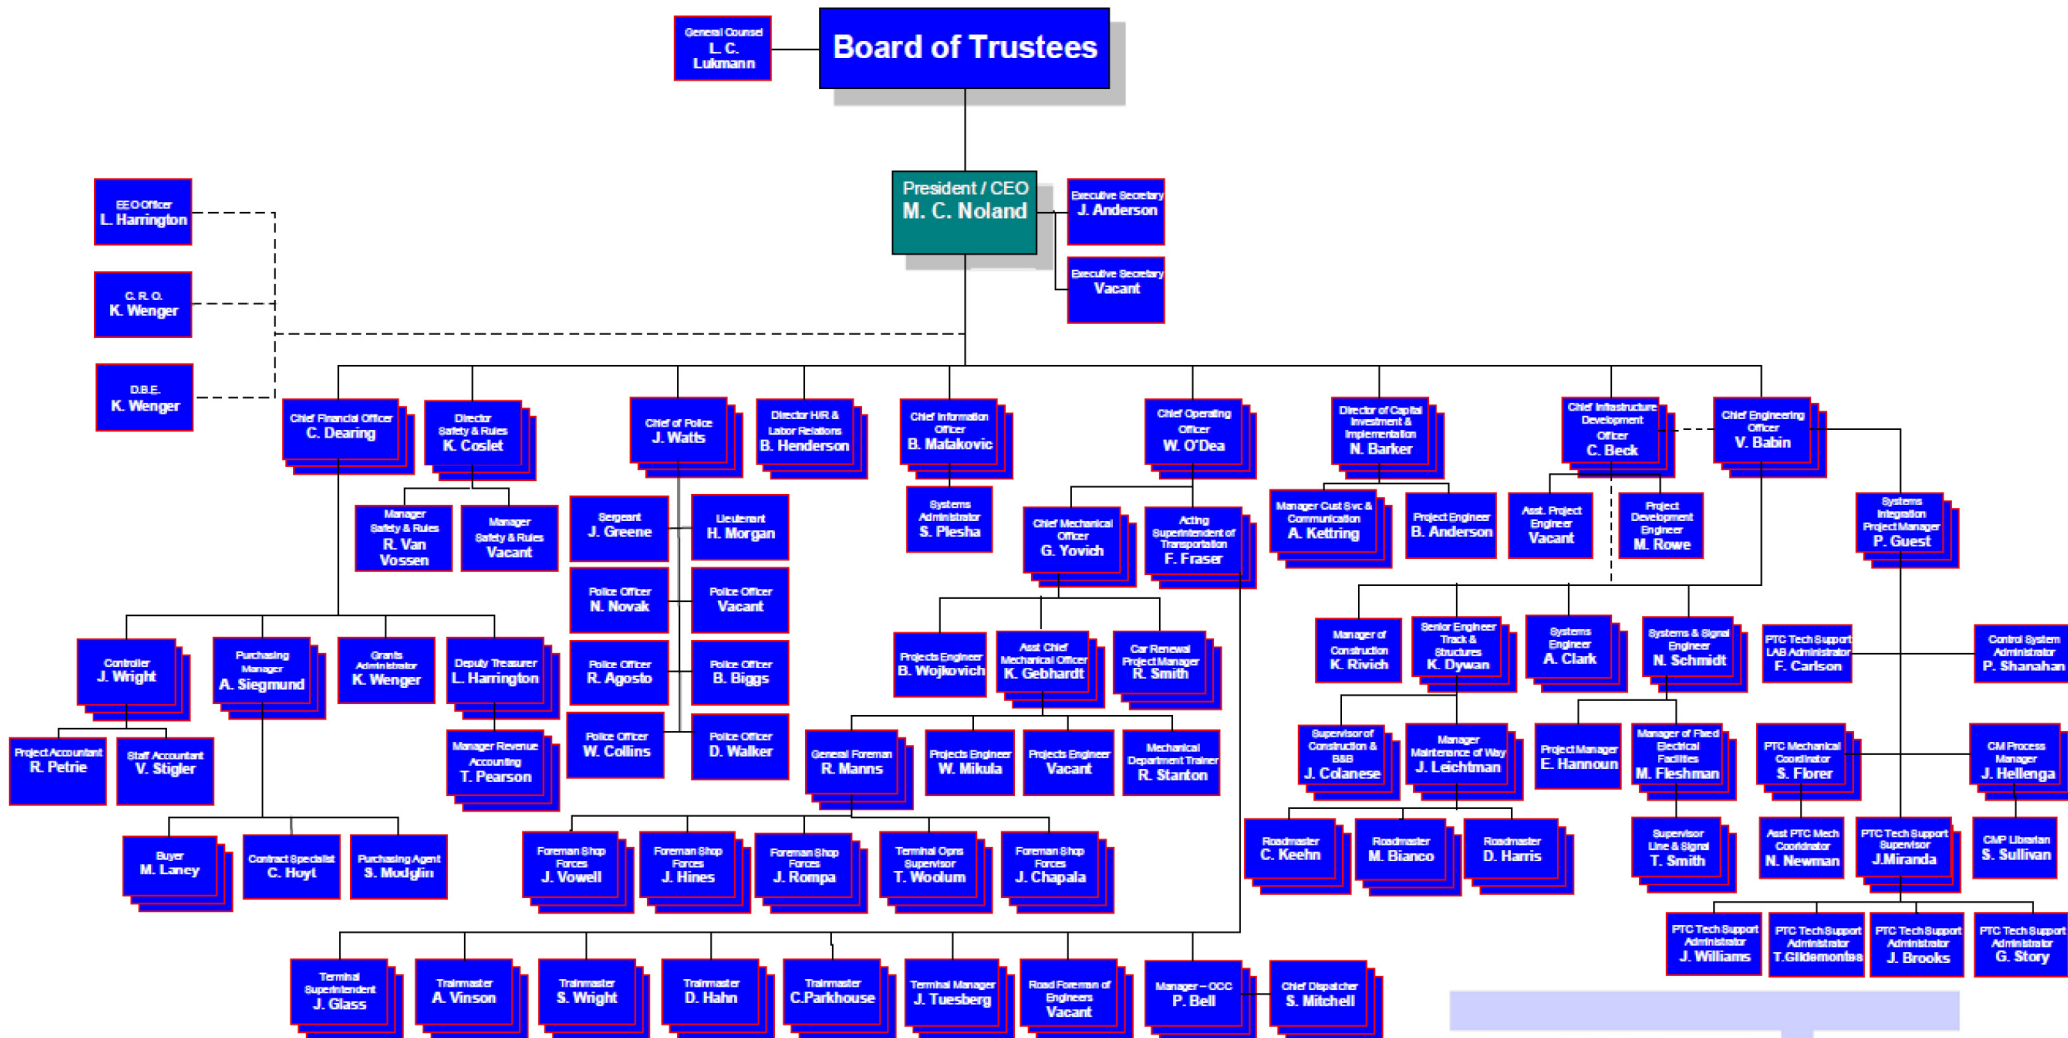 General Counsel
L. C.
Lukmann
Board of Trustees
President / CEO
M. C. Noland
Executive Secretary
J. Anderson
Executive Secretary
Vacant
EEO Officer
L. Harrington
C. R. O.
K. Wenger
D.B.E.
K. Wenger
Chief Financial Officer
C. Dearing
Director
Safety & Rules
K. Coslet
Chief of Police
J. Watts
Director H/R &
Labor Relations
B. Henderson
Chief Information
Officer
B. Matakovic
Chief Operating
Officer
W. O'Dea
Director of Capital
Investment &
Implementation
N. Barker
Chief Infrastructure
Development
Officer
C. Beck
Chief Engineering
Officer
V. Babin
Manager
Safety & Rules
R. Van
Vossen
Manager
Safety & Rules
Vacant
Sergeant
J. Greene
Lieutenant
H. Morgan
Police Officer
N. Novak
Police Officer
Vacant
Police Officer
R. Agosto
Police Officer
B. Biggs
Police Officer
W. Collins
Police Officer
D. Walker
Systems
Administrator
S. Plesha
Chief Mechanical
Officer
G. Yovich
Acting
Superintendent of
Transportation
F. Fraser
Manager Cust Svc &
Communication
A. Kettring
Project Engineer
B. Anderson
Asst. Project
Engineer
Vacant
Project
Development
Engineer
M. Rowe
Systems
Integration
Project Manager
P. Guest
Controller
J. Wright
Purchasing
Manager
A. Siegmund
Grants
Administrator
K. Wenger
Deputy Treasurer
L. Harrington
Projects Engineer
B. Wojkovich
Asst Chief
Mechanical Officer
K. Gebhardt
Car Renewal
Project Manager
R. Smith
Manager of
Construction
K. Rivich
Senior Engineer
Track &
Structures
K. Dywan
Systems
Engineer
A. Clark
Systems & Signal
Engineer
N. Schmidt
PTC Tech Support
LAB Administrator
F. Carlson
Control System
Administrator
P. Shanahan
Project Accountant
R. Petrie
Staff Accountant
V. Stigler
Manager Revenue
Accounting
T. Pearson
General Foreman
R. Manns
Projects Engineer
W. Mikula
Projects Engineer
Vacant
Mechanical
Department Trainer
R. Stanton
Supervisor of
Construction &
B&B
J. Colanese
Manager
Maintenance of Way
J. Leichtman
Project Manager
E. Hannoun
Manager of Fixed
Electrical
Facilities
M. Fleshman
PTC Mechanical
Coordinator
S. Florer
CM Process
Manager
J. Hellenga
Buyer
M. Laney
Contract Specialist
C. Hoyt
Purchasing Agent
S. Modglin
Foreman Shop
Forces
J. Vowell
Foreman Shop
Forces
J. Hines
Foreman Shop
Forces
J. Rompa
Terminal Opns
Supervisor
T. Woolum
Foreman Shop
Forces
J. Chapala
Roadmaster
C. Keehn
Roadmaster
M. Bianco
Roadmaster
D. Harris
Supervisor
Line & Signal
T. Smith
Asst PTC Mech
Cooridnator
N. Newman
PTC Tech Support
Supervisor
J.Miranda
CMP Librarian
S. Sullivan
PTC Tech Support
Administrator
J. Williams
PTC Tech Support
Administrator
T.Gildemontes
PTC Tech Support
Administrator
J. Brooks
PTC Tech Support
Administrator
G. Story
Terminal
Superintendent
J. Glass
Trainmaster
A. Vinson
Trainmaster
S. Wright
Trainmaster
D. Hahn
Trainmaster
C.Parkhouse
Terminal Manager
J. Tuesberg
Road Foreman of
Engineers
Vacant
Manager – OCC
P. Bell
Chief Dispatcher
S. Mitchell